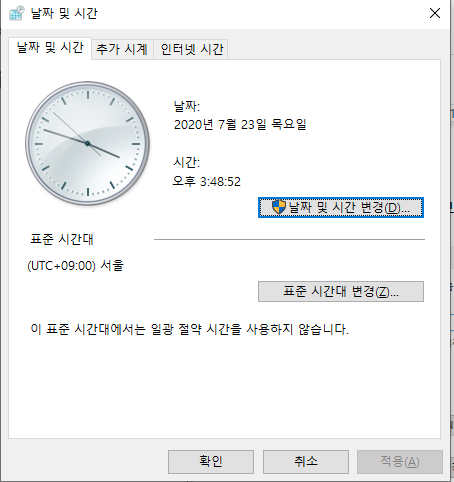 날짜 및 시간
날짜 및 시간 추가 시계 인터넷 시간
날짜:
2020년 7월 23일 목요일
시간:
오후 3:48:52
날짜 및 시간 변경(D)...
표준 시간대
(UTC+09:00) 서울
표준 시간대 변경(Z)...
이 표준 시간대에서는 일광 절약 시간을 사용하지 않습니다.
확인 취소 적용(A)